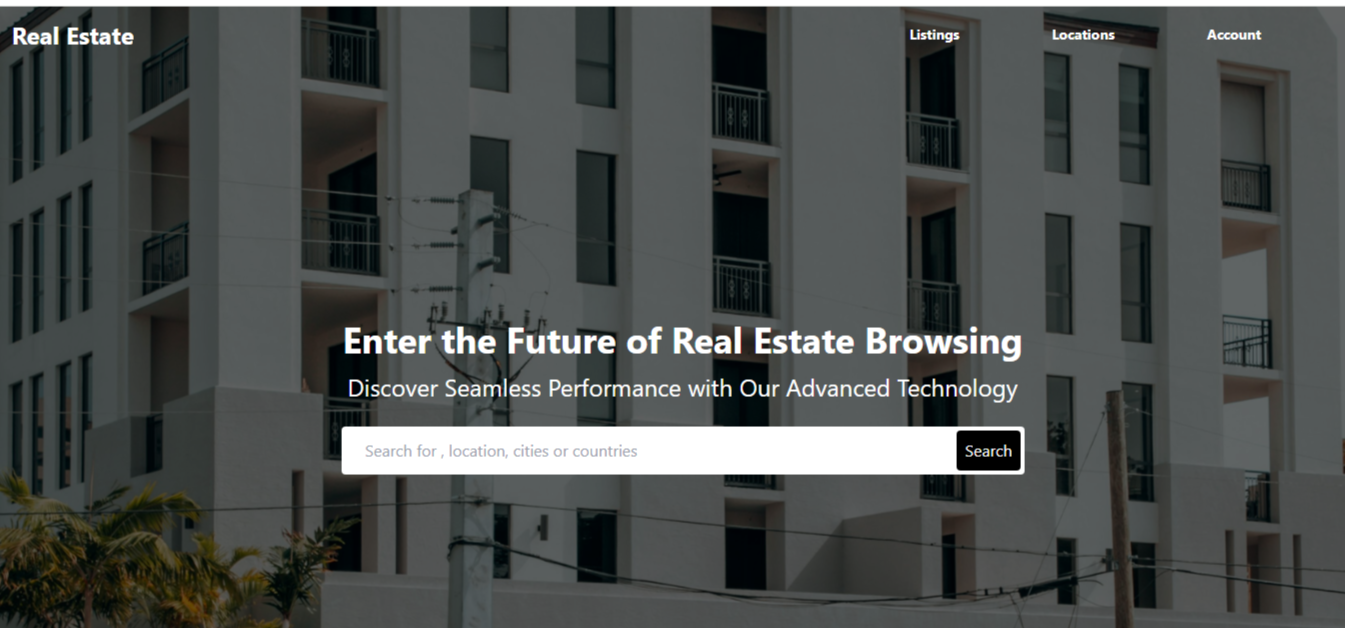 Real Estate
Listings
Locations
Account
Enter the Future of Real Estate Browsing
Discover Seamless Performance with Our Advanced Technology
Search for , location, cities or countries
Search